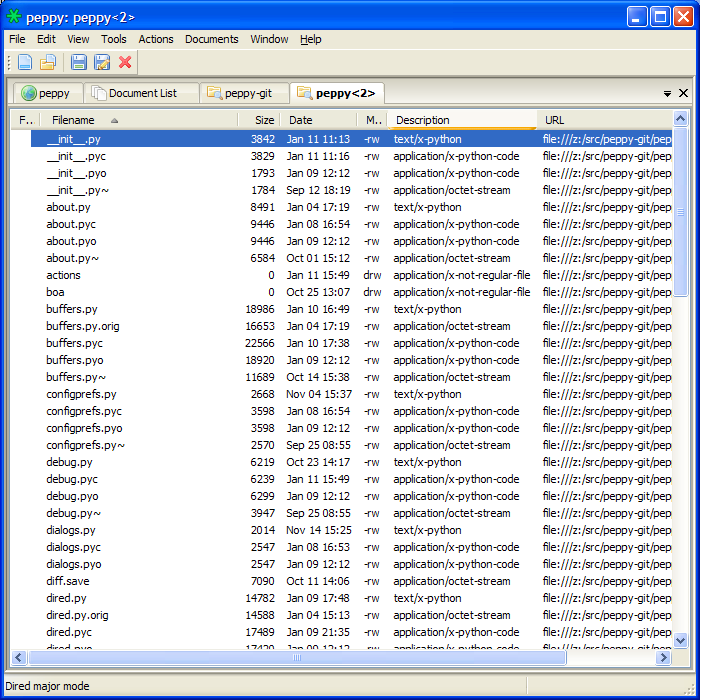 peppy: peppy<2>
File Edit View Tools Actions Documents Window Help
peppy Document List peppy-git peppy<2>
F.. Filename Size Date M.. Description URL
__init__.py 3842 Jan 11 11:13 -rw text/x-python file:///z:/src/peppy-git/pep
__init__.pyc 3829 Jan 11 11:16 -rw application/x-python-code file:///z:/src/peppy-git/pep
__init__.pyo 1793 Jan 09 12:12 -rw application/x-python-code file:///z:/src/peppy-git/pep
__init__.py~ 1784 Sep 12 18:19 -rw application/octet-stream file:///z:/src/peppy-git/pep
about.py 8491 Jan 04 17:19 -rw text/x-python file:///z:/src/peppy-git/pep
about.pyc 9446 Jan 08 16:54 -rw application/x-python-code file:///z:/src/peppy-git/pep
about.pyo 9446 Jan 09 12:12 -rw application/x-python-code file:///z:/src/peppy-git/pep
about.py~ 6584 Oct 01 15:12 -rw application/octet-stream file:///z:/src/peppy-git/pep
actions 0 Jan 11 15:49 drw application/x-not-regular-file file:///z:/src/peppy-git/pep
boa 0 Oct 25 13:07 drw application/x-not-regular-file file:///z:/src/peppy-git/pep
buffers.py 18986 Jan 10 16:49 -rw text/x-python file:///z:/src/peppy-git/pep
buffers.py.orig 16653 Jan 04 17:19 -rw application/octet-stream file:///z:/src/peppy-git/pep
buffers.pyc 22566 Jan 10 17:38 -rw application/x-python-code file:///z:/src/peppy-git/pep
buffers.pyo 18920 Jan 09 12:12 -rw application/x-python-code file:///z:/src/peppy-git/pep
buffers.py~ 11689 Oct 14 15:38 -rw application/octet-stream file:///z:/src/peppy-git/pep
configprefs.py 2668 Nov 04 15:37 -rw text/x-python file:///z:/src/peppy-git/pep
configprefs.pyc 3598 Jan 08 16:54 -rw application/x-python-code file:///z:/src/peppy-git/pep
configprefs.pyo 3598 Jan 09 12:12 -rw application/x-python-code file:///z:/src/peppy-git/pep
configprefs.py~ 2570 Sep 25 08:55 -rw application/octet-stream file:///z:/src/peppy-git/pep
debug.py 6219 Oct 23 14:17 -rw text/x-python file:///z:/src/peppy-git/pep
debug.pyc 6239 Jan 11 15:49 -rw application/x-python-code file:///z:/src/peppy-git/pep
debug.pyo 6299 Jan 09 12:12 -rw application/x-python-code file:///z:/src/peppy-git/pep
debug.py~ 3947 Sep 25 08:55 -rw application/octet-stream file:///z:/src/peppy-git/pep
dialogs.py 2014 Nov 14 15:25 -rw text/x-python file:///z:/src/peppy-git/pep
dialogs.pyc 2547 Jan 08 16:53 -rw application/x-python-code file:///z:/src/peppy-git/pep
dialogs.pyo 2547 Jan 09 12:12 -rw application/x-python-code file:///z:/src/peppy-git/pep
diff.save 7090 Oct 11 14:06 -rw application/octet-stream file:///z:/src/peppy-git/pep
dired.py 14782 Jan 09 17:48 -rw text/x-python file:///z:/src/peppy-git/pep
dired.py.orig 14588 Jan 04 15:13 -rw application/octet-stream file:///z:/src/peppy-git/pep
dired.pyc 17489 Jan 09 21:35 -rw application/x-python-code file:///z:/src/peppy-git/pep
Dired major mode